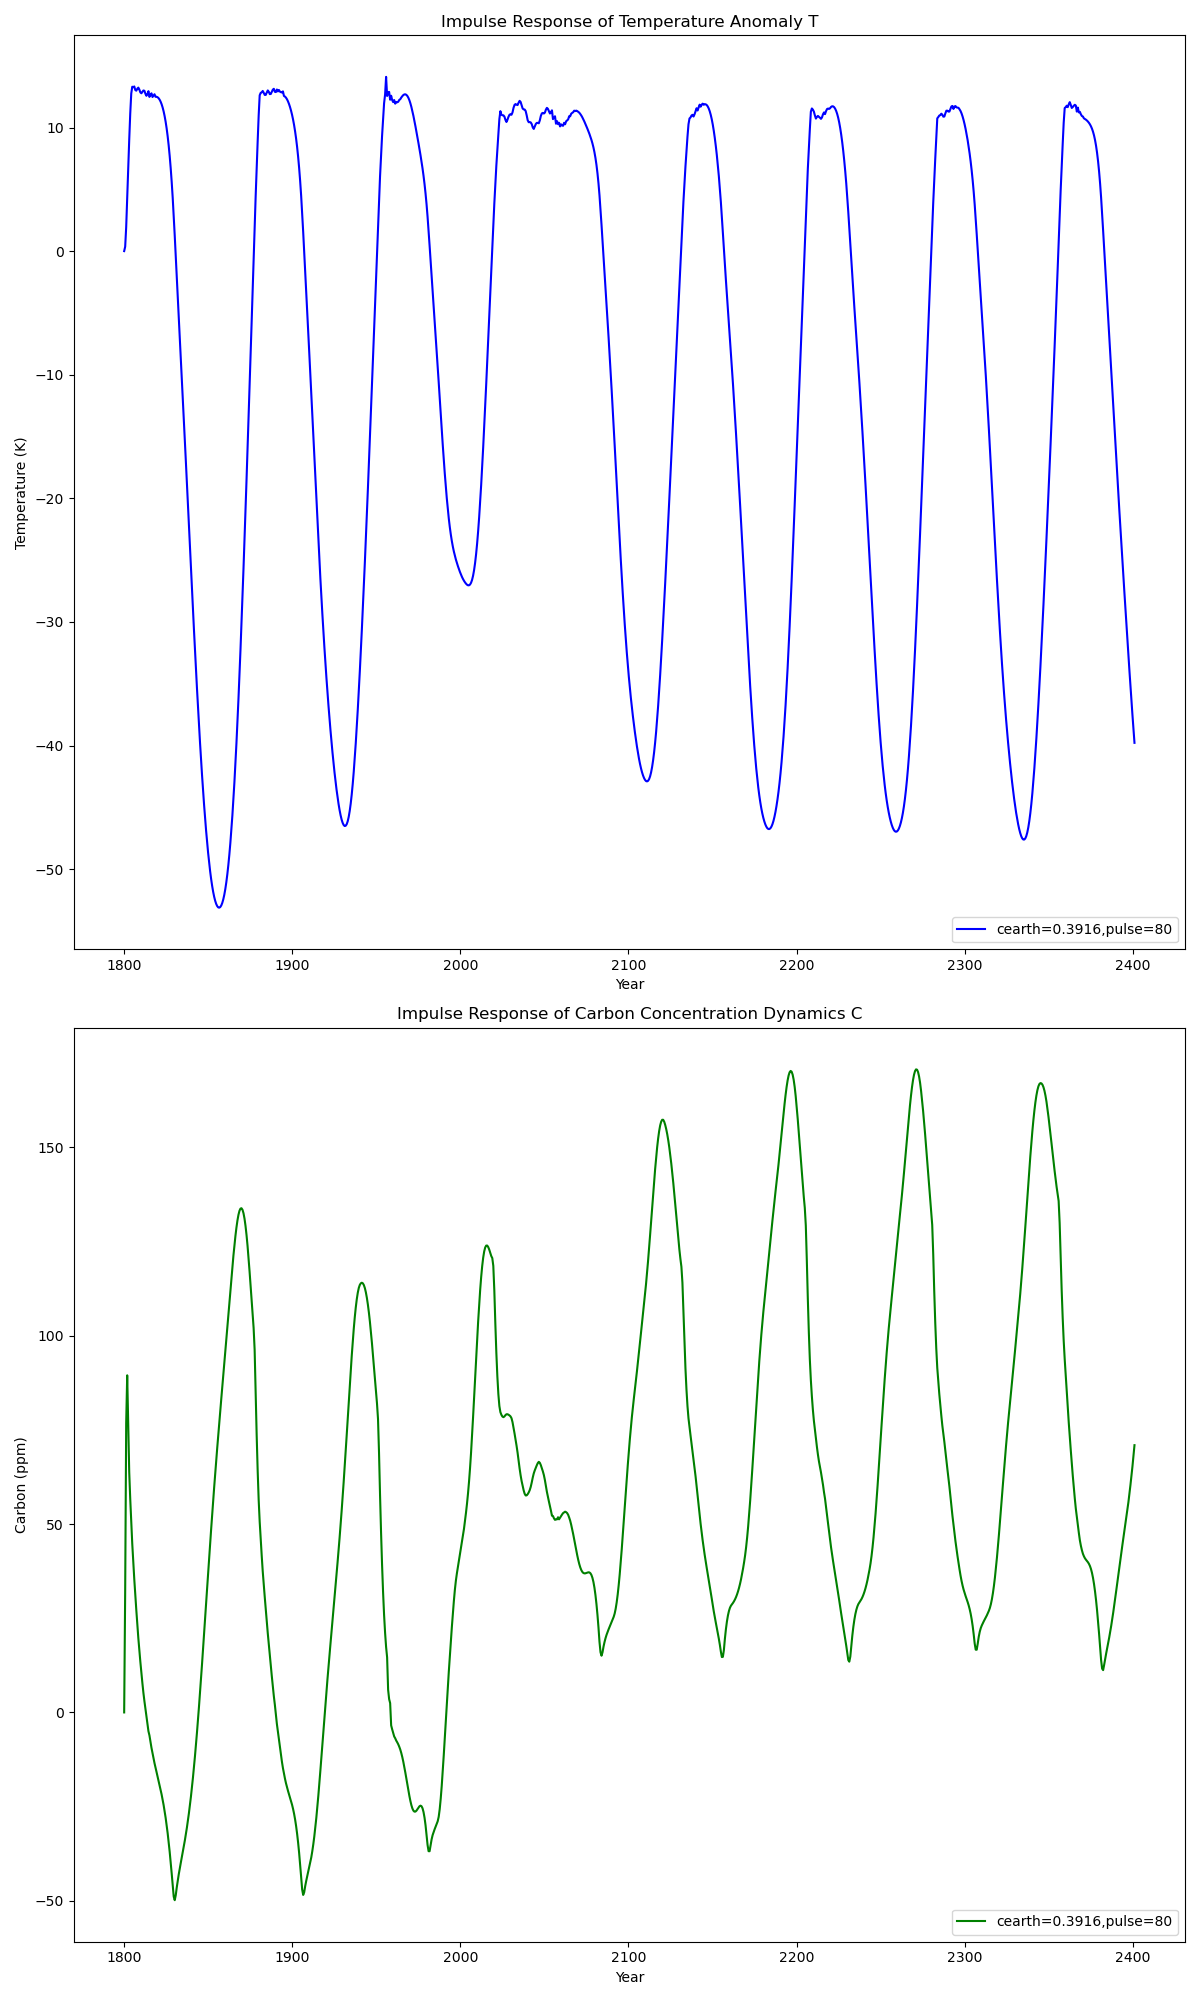 Impulse Response of Temperature Anomaly T
Temperature (K)
10
0
−10
−20
−30
−40
−50
1800 1900 2000 2100 2200 2300 2400
Year
cearth=0.3916,pulse=80
Impulse Response of Carbon Concentration Dynamics C
Carbon (ppm)
150
100
50
0
−50
1800 1900 2000 2100 2200 2300 2400
Year
cearth=0.3916,pulse=80